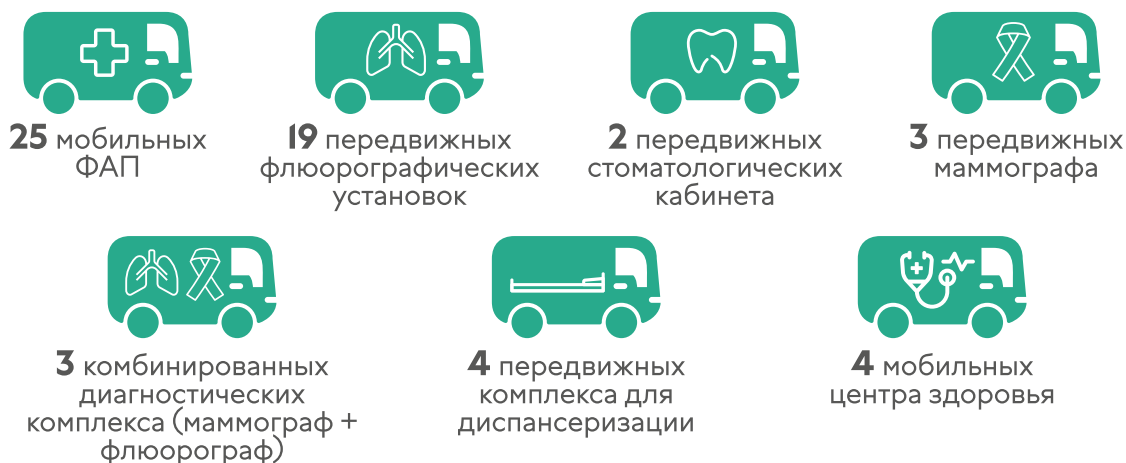 25 мобильных
ФАП
19 передвижных
флюорографических
установок
2 передвижных
стоматологических
кабинета
3 передвижных
маммографа
3 комбинированных
диагностических
комплекса (маммограф +
флюорограф)
4 передвижных
комплекса для
диспансеризации
4 мобильных
центра здоровья